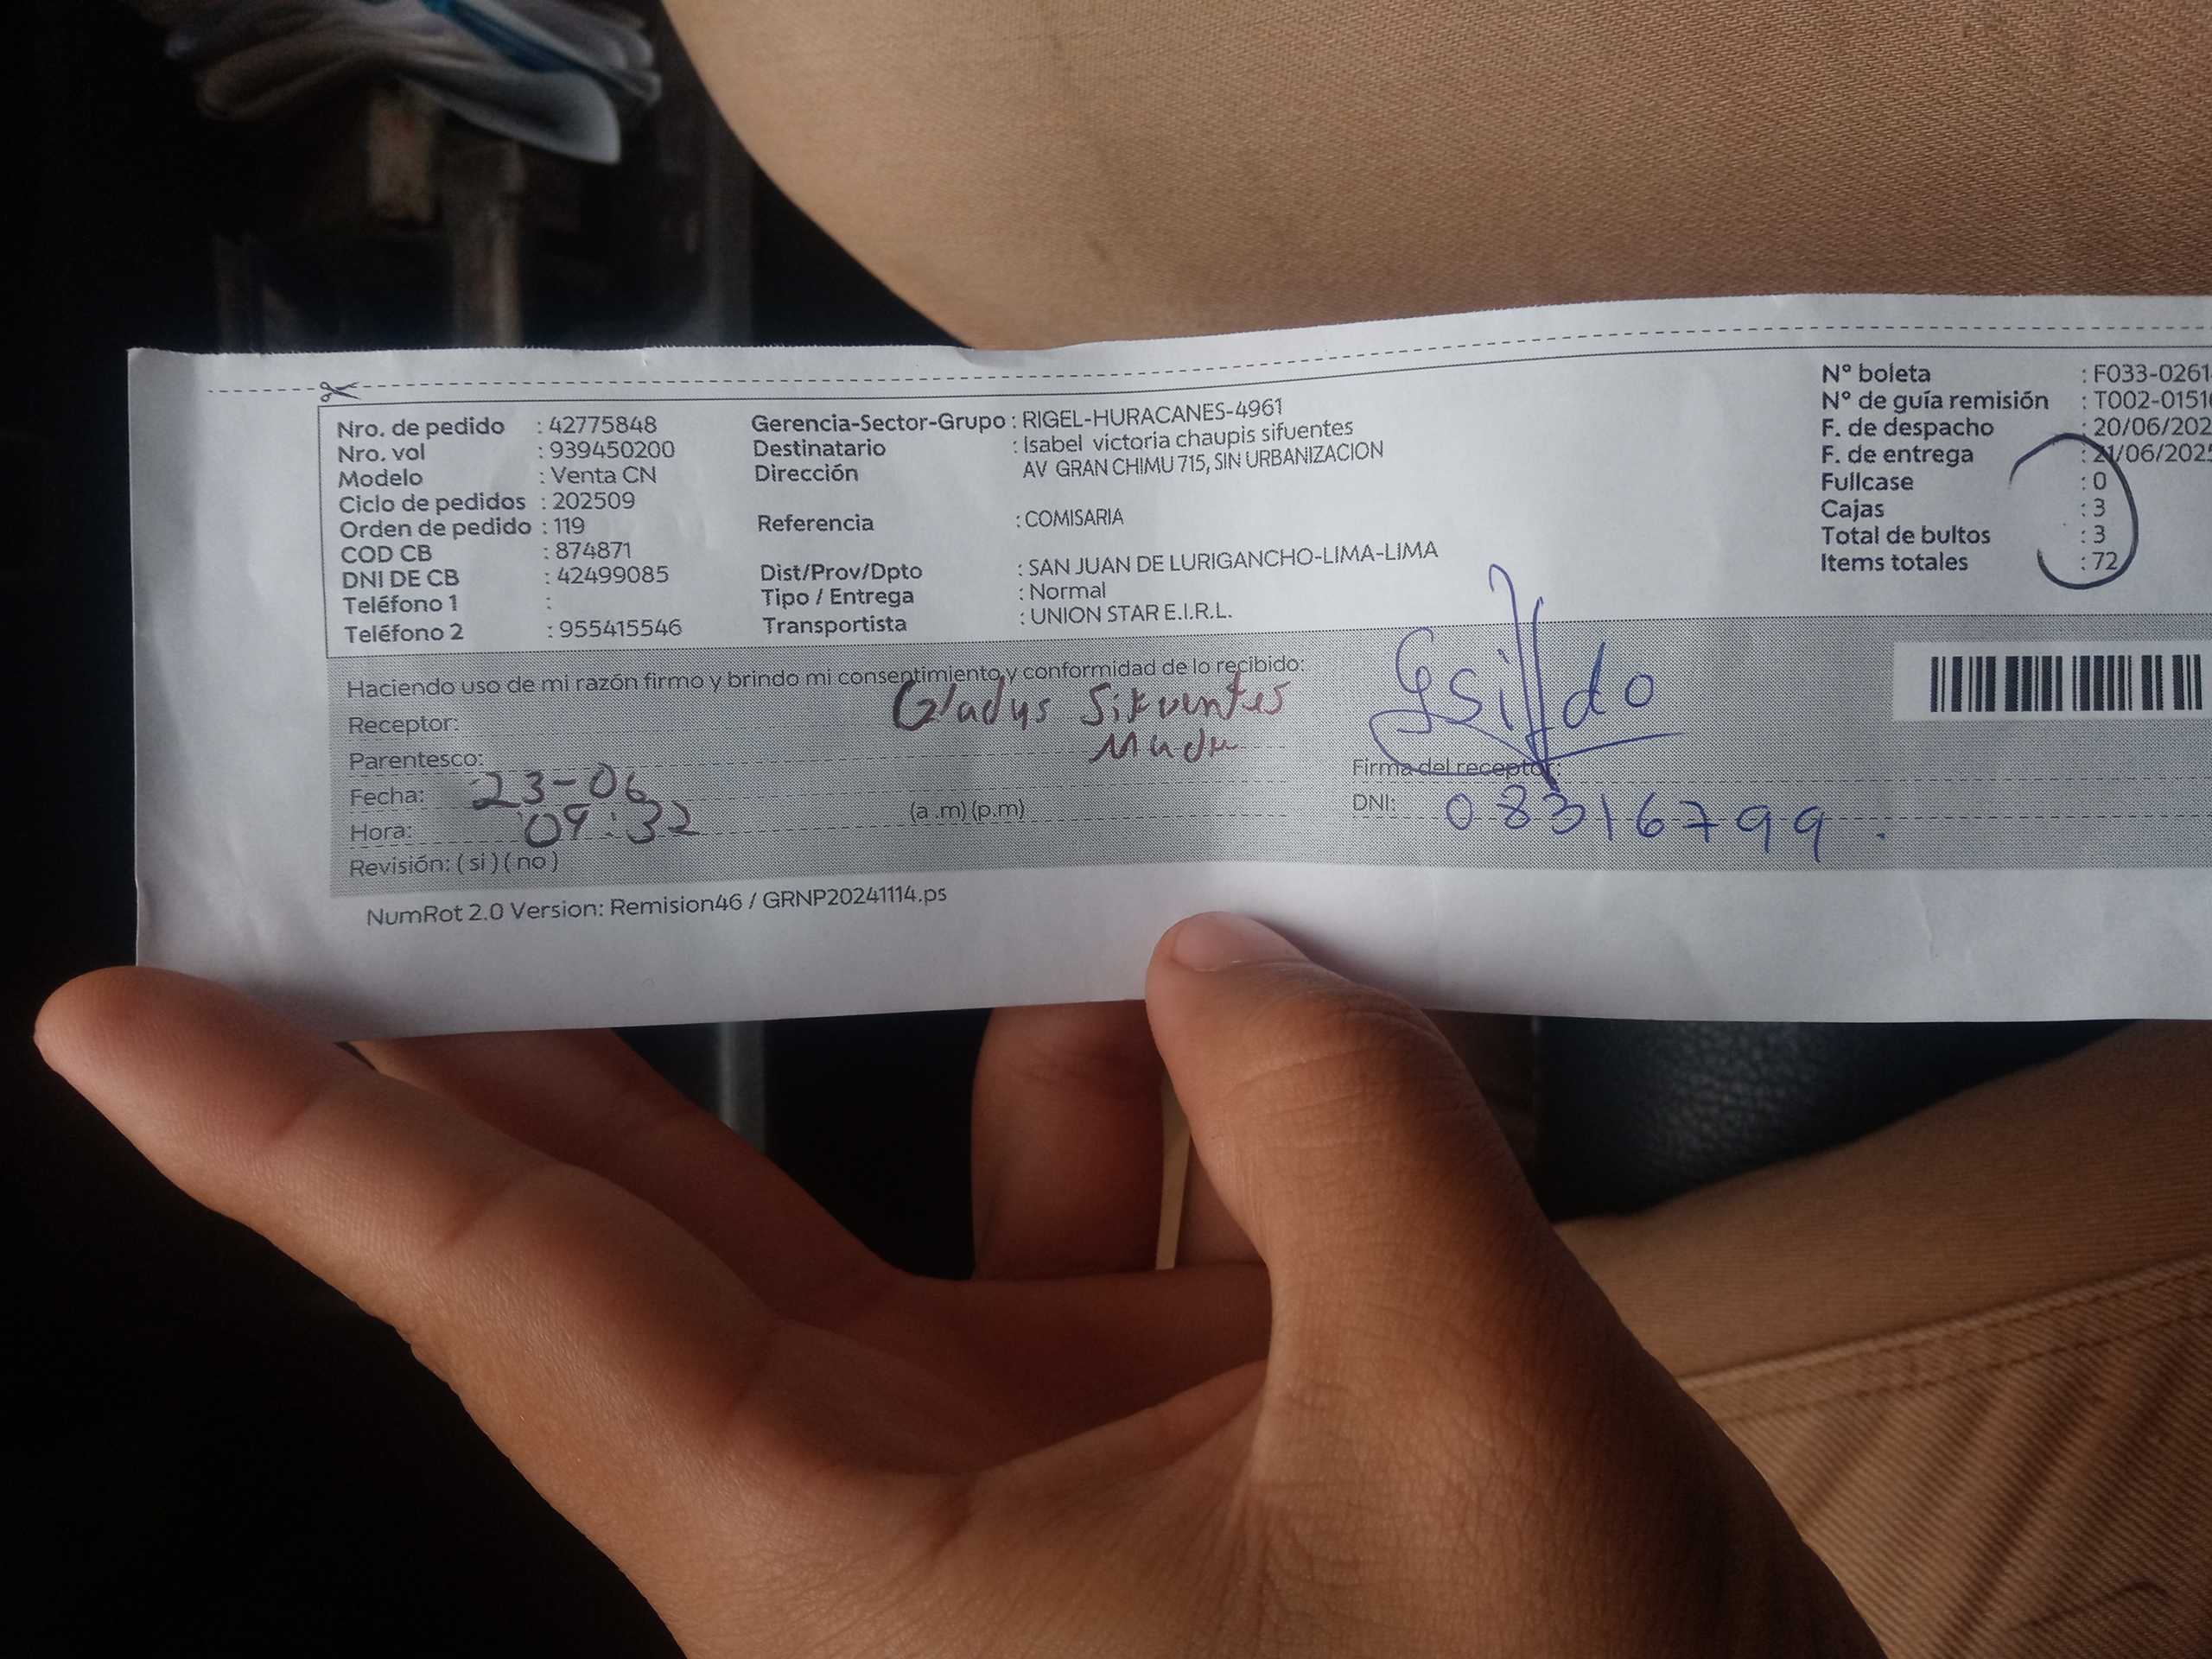 Nro. de pedido : 42775848
Nro. vol : 939450200
Modelo : Venta CN
Ciclo de pedidos : 202509
Orden de pedido : 119
COD CB : 874871
DNI DE CB : 42499085
Teléfono 1 :
Teléfono 2 : 955415546
Gerencia-Sector-Grupo : RIGEL-HURACANES-4961
Destinatario : Isabel victoria chaupis sifuentes
Dirección AV GRAN CHIMU 715, SIN URBANIZACION
Referencia : COMISARIA
Dist/Prov/Dpto : SAN JUAN DE LURIGANCHO-LIMA-LIMA
Tipo / Entrega : Normal
Transportista : UNION STAR E.I.R.L.
Nº boleta : F033-0261
Nº de guía remisión : T002-0151
F. de despacho : 20/06/202
F. de entrega : 21/06/2025
Fullcase : 0
Cajas : 3
Total de bultos : 3
Items totales : 72
Haciendo uso de mi razón firmo y brindo mi consentimiento y conformidad de lo recibido:
Receptor: Gladys Sifuentes
Parentesco:
Fecha: 23-06
Hora: 09:32 (a .m) (p.m)
Revisión: ( si ) ( no )
Firma del receptor:
DNI: 08316799
NumRot 2.0 Version: Remision46 / GRNP20241114.ps